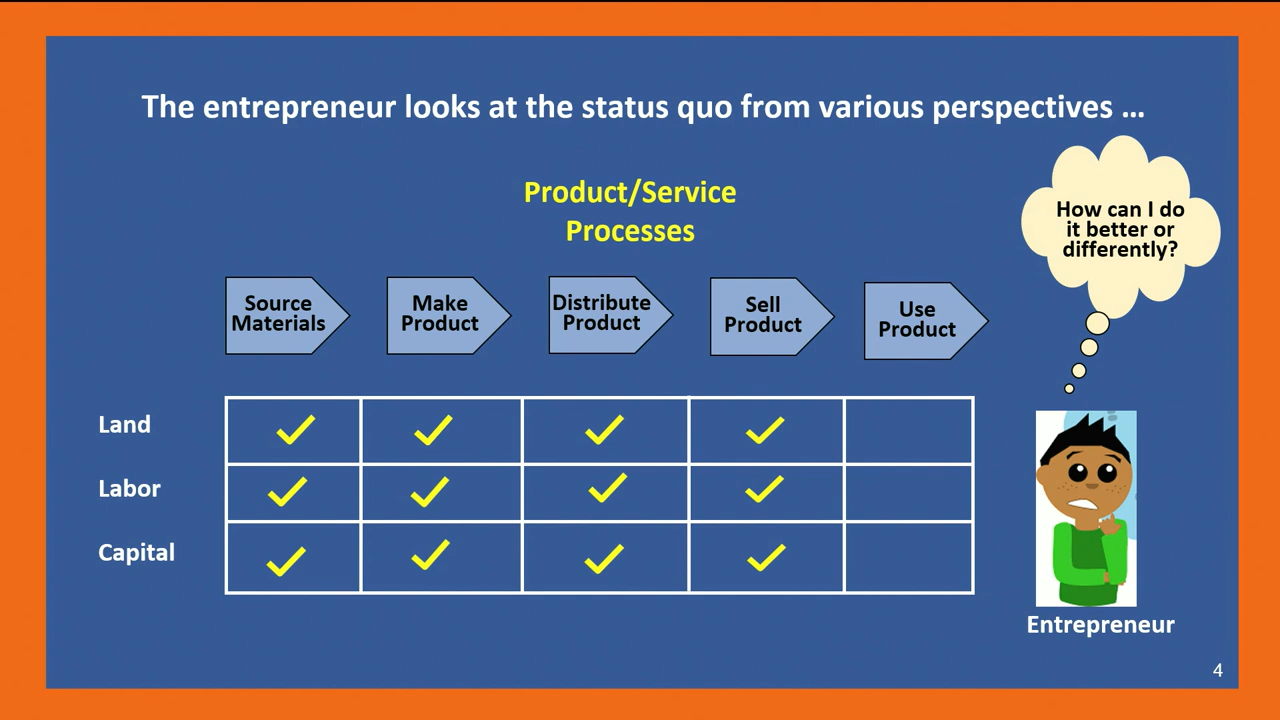 The entrepreneur looks at the status quo from various perspectives …
Product/Service
Processes
How can I do
it better or
differently?
Source
Materials
Make
Product
Distribute
Product
Sell
Product
Use
Product
Land
Labor
Capital
Entrepreneur
4